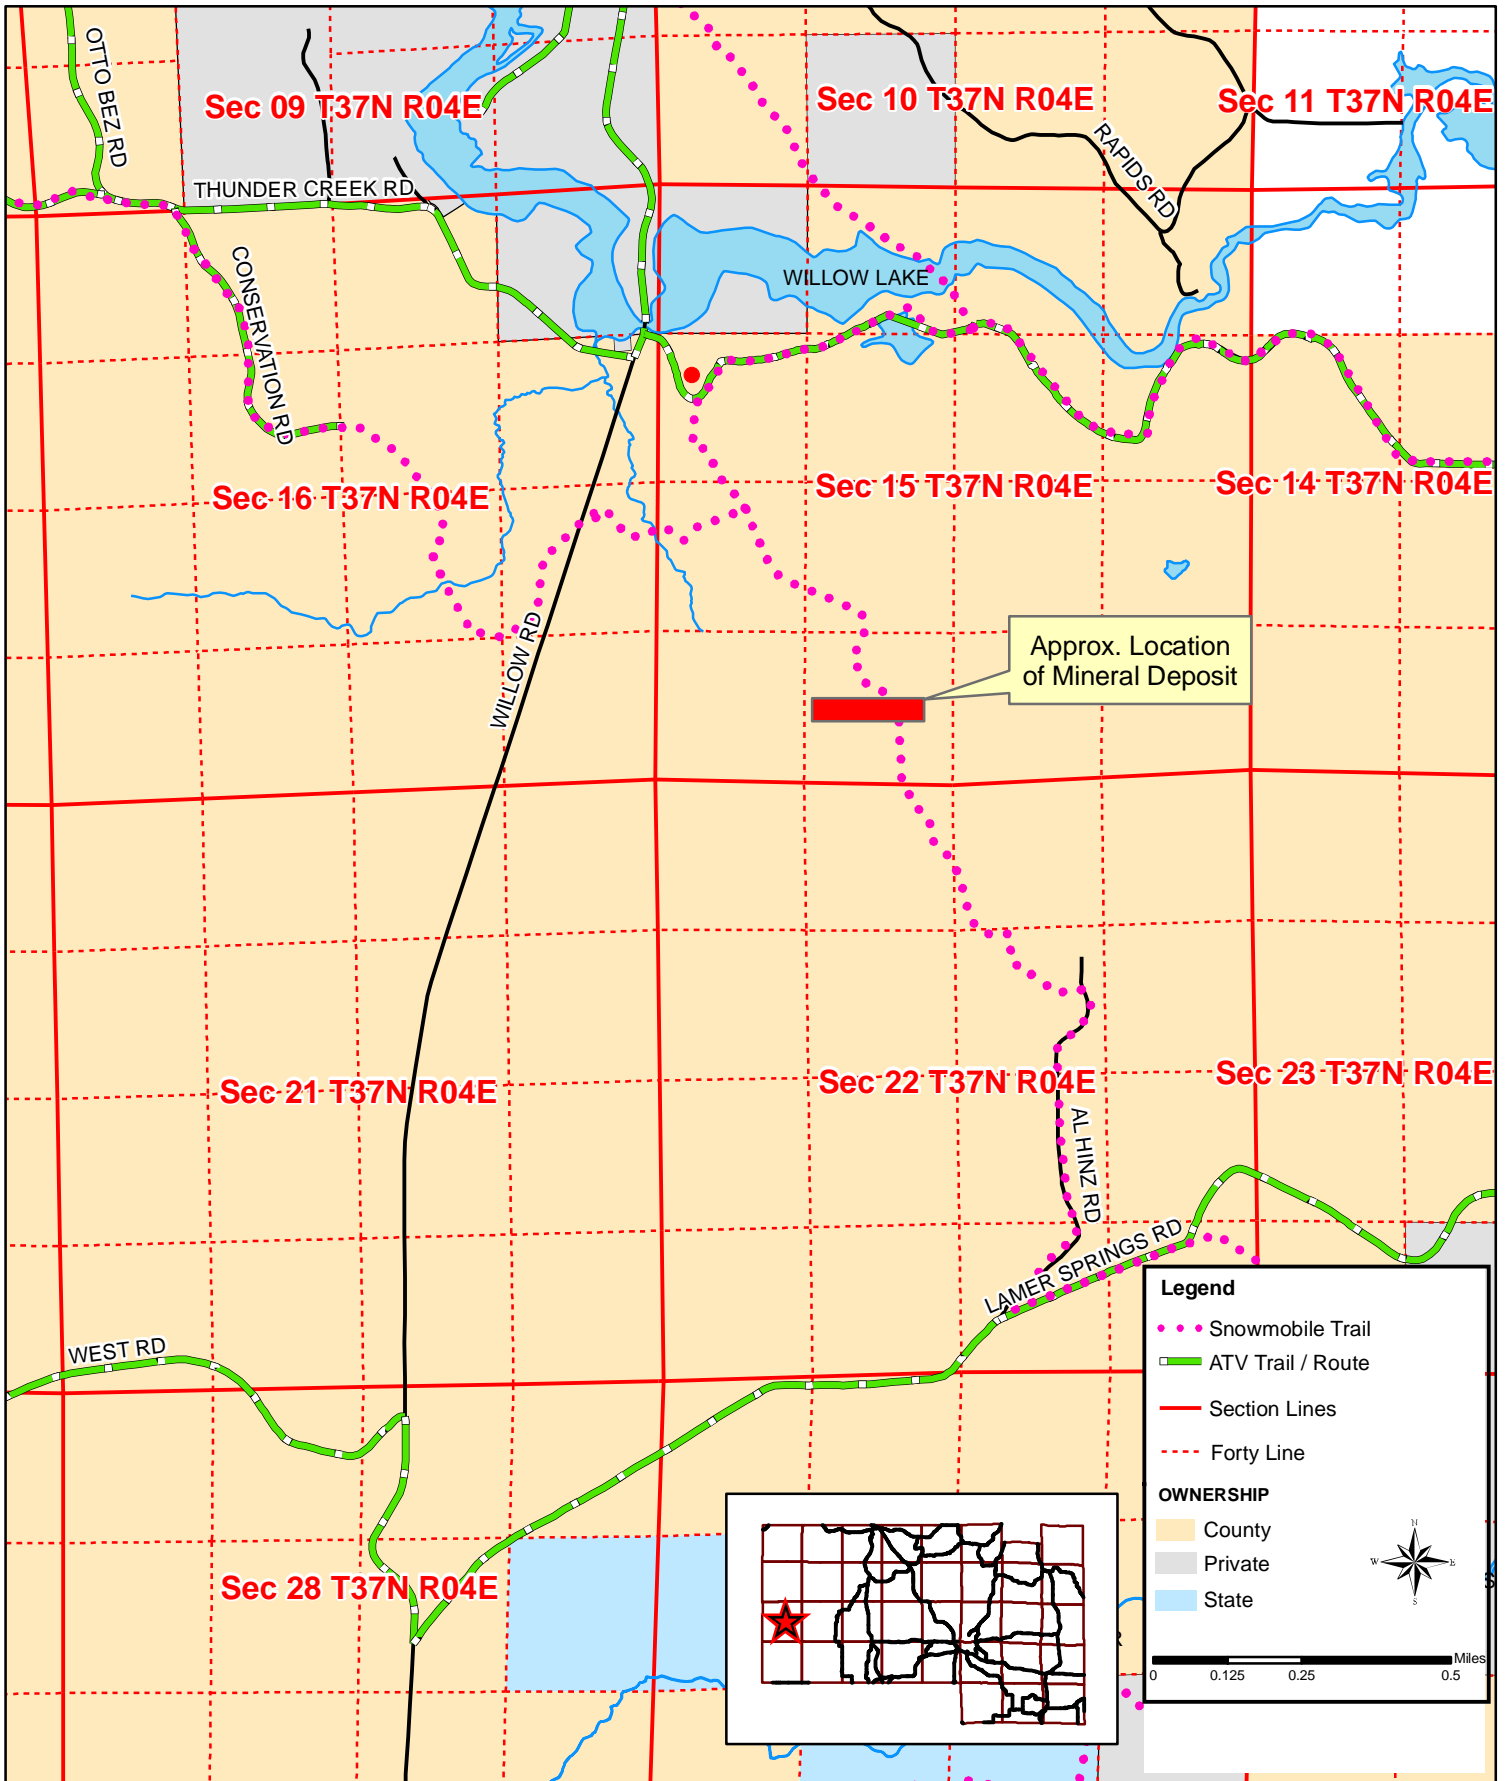 OTTO BEZ RD
Sec 09 T37N R04E
Sec 10 T37N R04E
Sec 11 T37N R04E
RAPIDS RD
THUNDER CREEK RD
CONSERVATION RD
WILLOW LAKE
Sec 16 T37N R04E
Sec 15 T37N R04E
Sec 14 T37N R04E
WILLOW RD
Approx. Location
of Mineral Deposit
Sec 21 T37N R04E
Sec 22 T37N R04E
Sec 23 T37N R04E
AL HINZ RD
LAMER SPRINGS RD
WEST RD
Sec 28 T37N R04E
Legend
Snowmobile Trail
ATV Trail / Route
Section Lines
Forty Line
OWNERSHIP
County
Private
State
N
W E
S
Miles
0 0.125 0.25 0.5